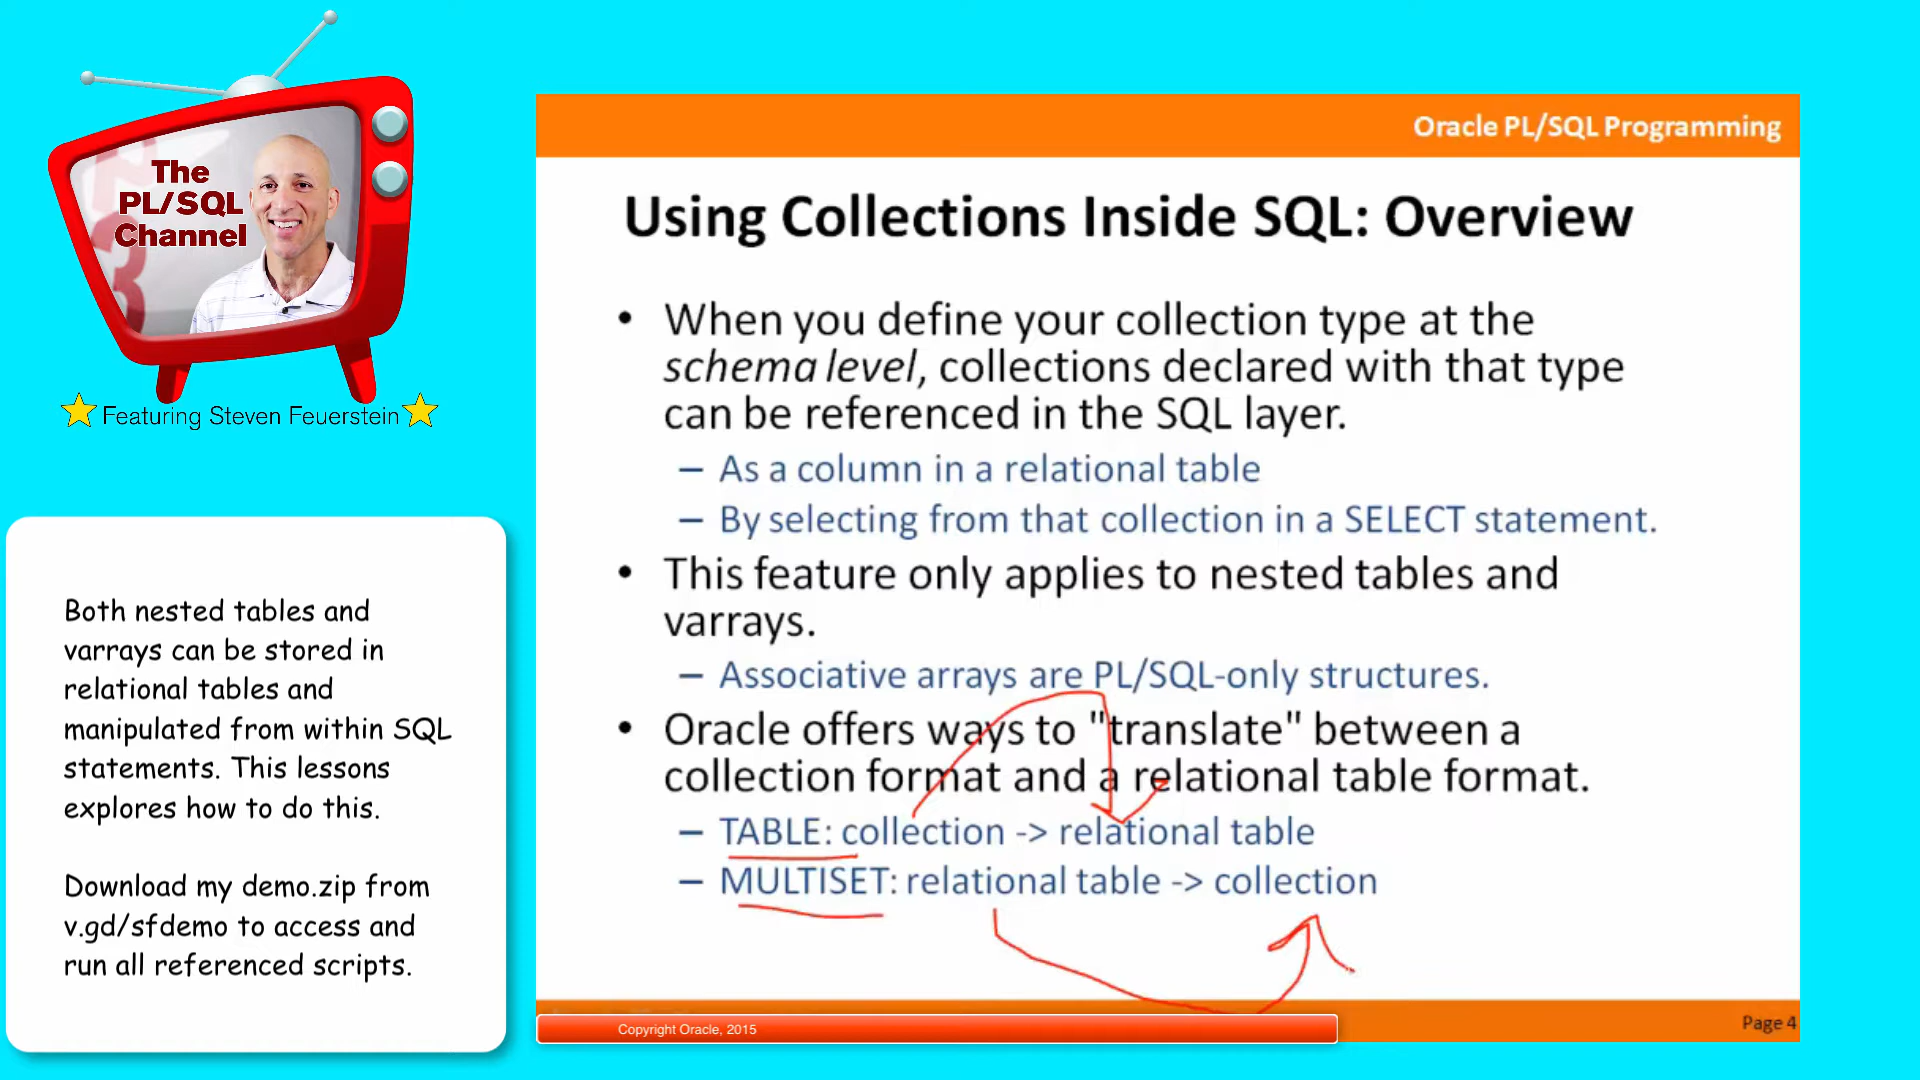 The
PL/SQL
Channel
Featuring Steven Feuerstein
Both nested tables and
varrays can be stored in
relational tables and
manipulated from within SQL
statements. This lessons
explores how to do this.
Download my demo.zip from
v.gd/sfdemo to access and
run all referenced scripts.
Oracle PL/SQL Programming
Using Collections Inside SQL: Overview
• When you define your collection type at the
schema level, collections declared with that type
can be referenced in the SQL layer.
– As a column in a relational table
– By selecting from that collection in a SELECT statement.
• This feature only applies to nested tables and
varrays.
– Associative arrays are PL/SQL-only structures.
• Oracle offers ways to "translate" between a
collection format and a relational table format.
– TABLE: collection -> relational table
– MULTISET: relational table -> collection
Copyright Oracle, 2015
Page 4